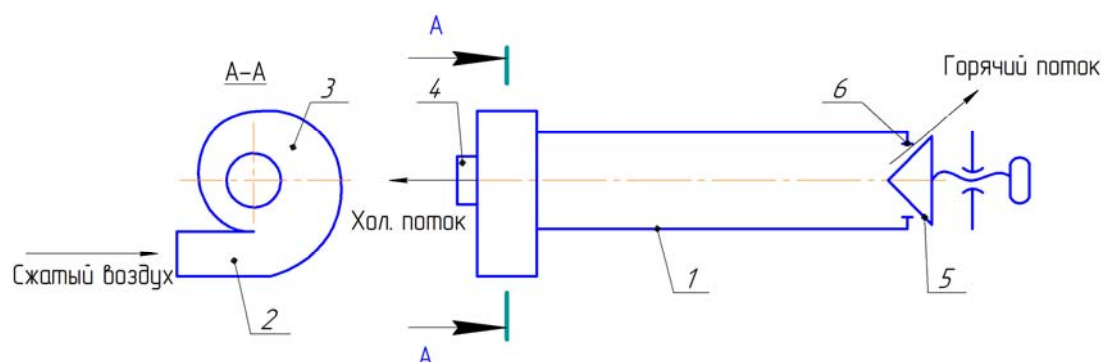 А
А-А
3
4
6
Горячий поток
Хол. поток
Сжатый воздух
2
1
5
А